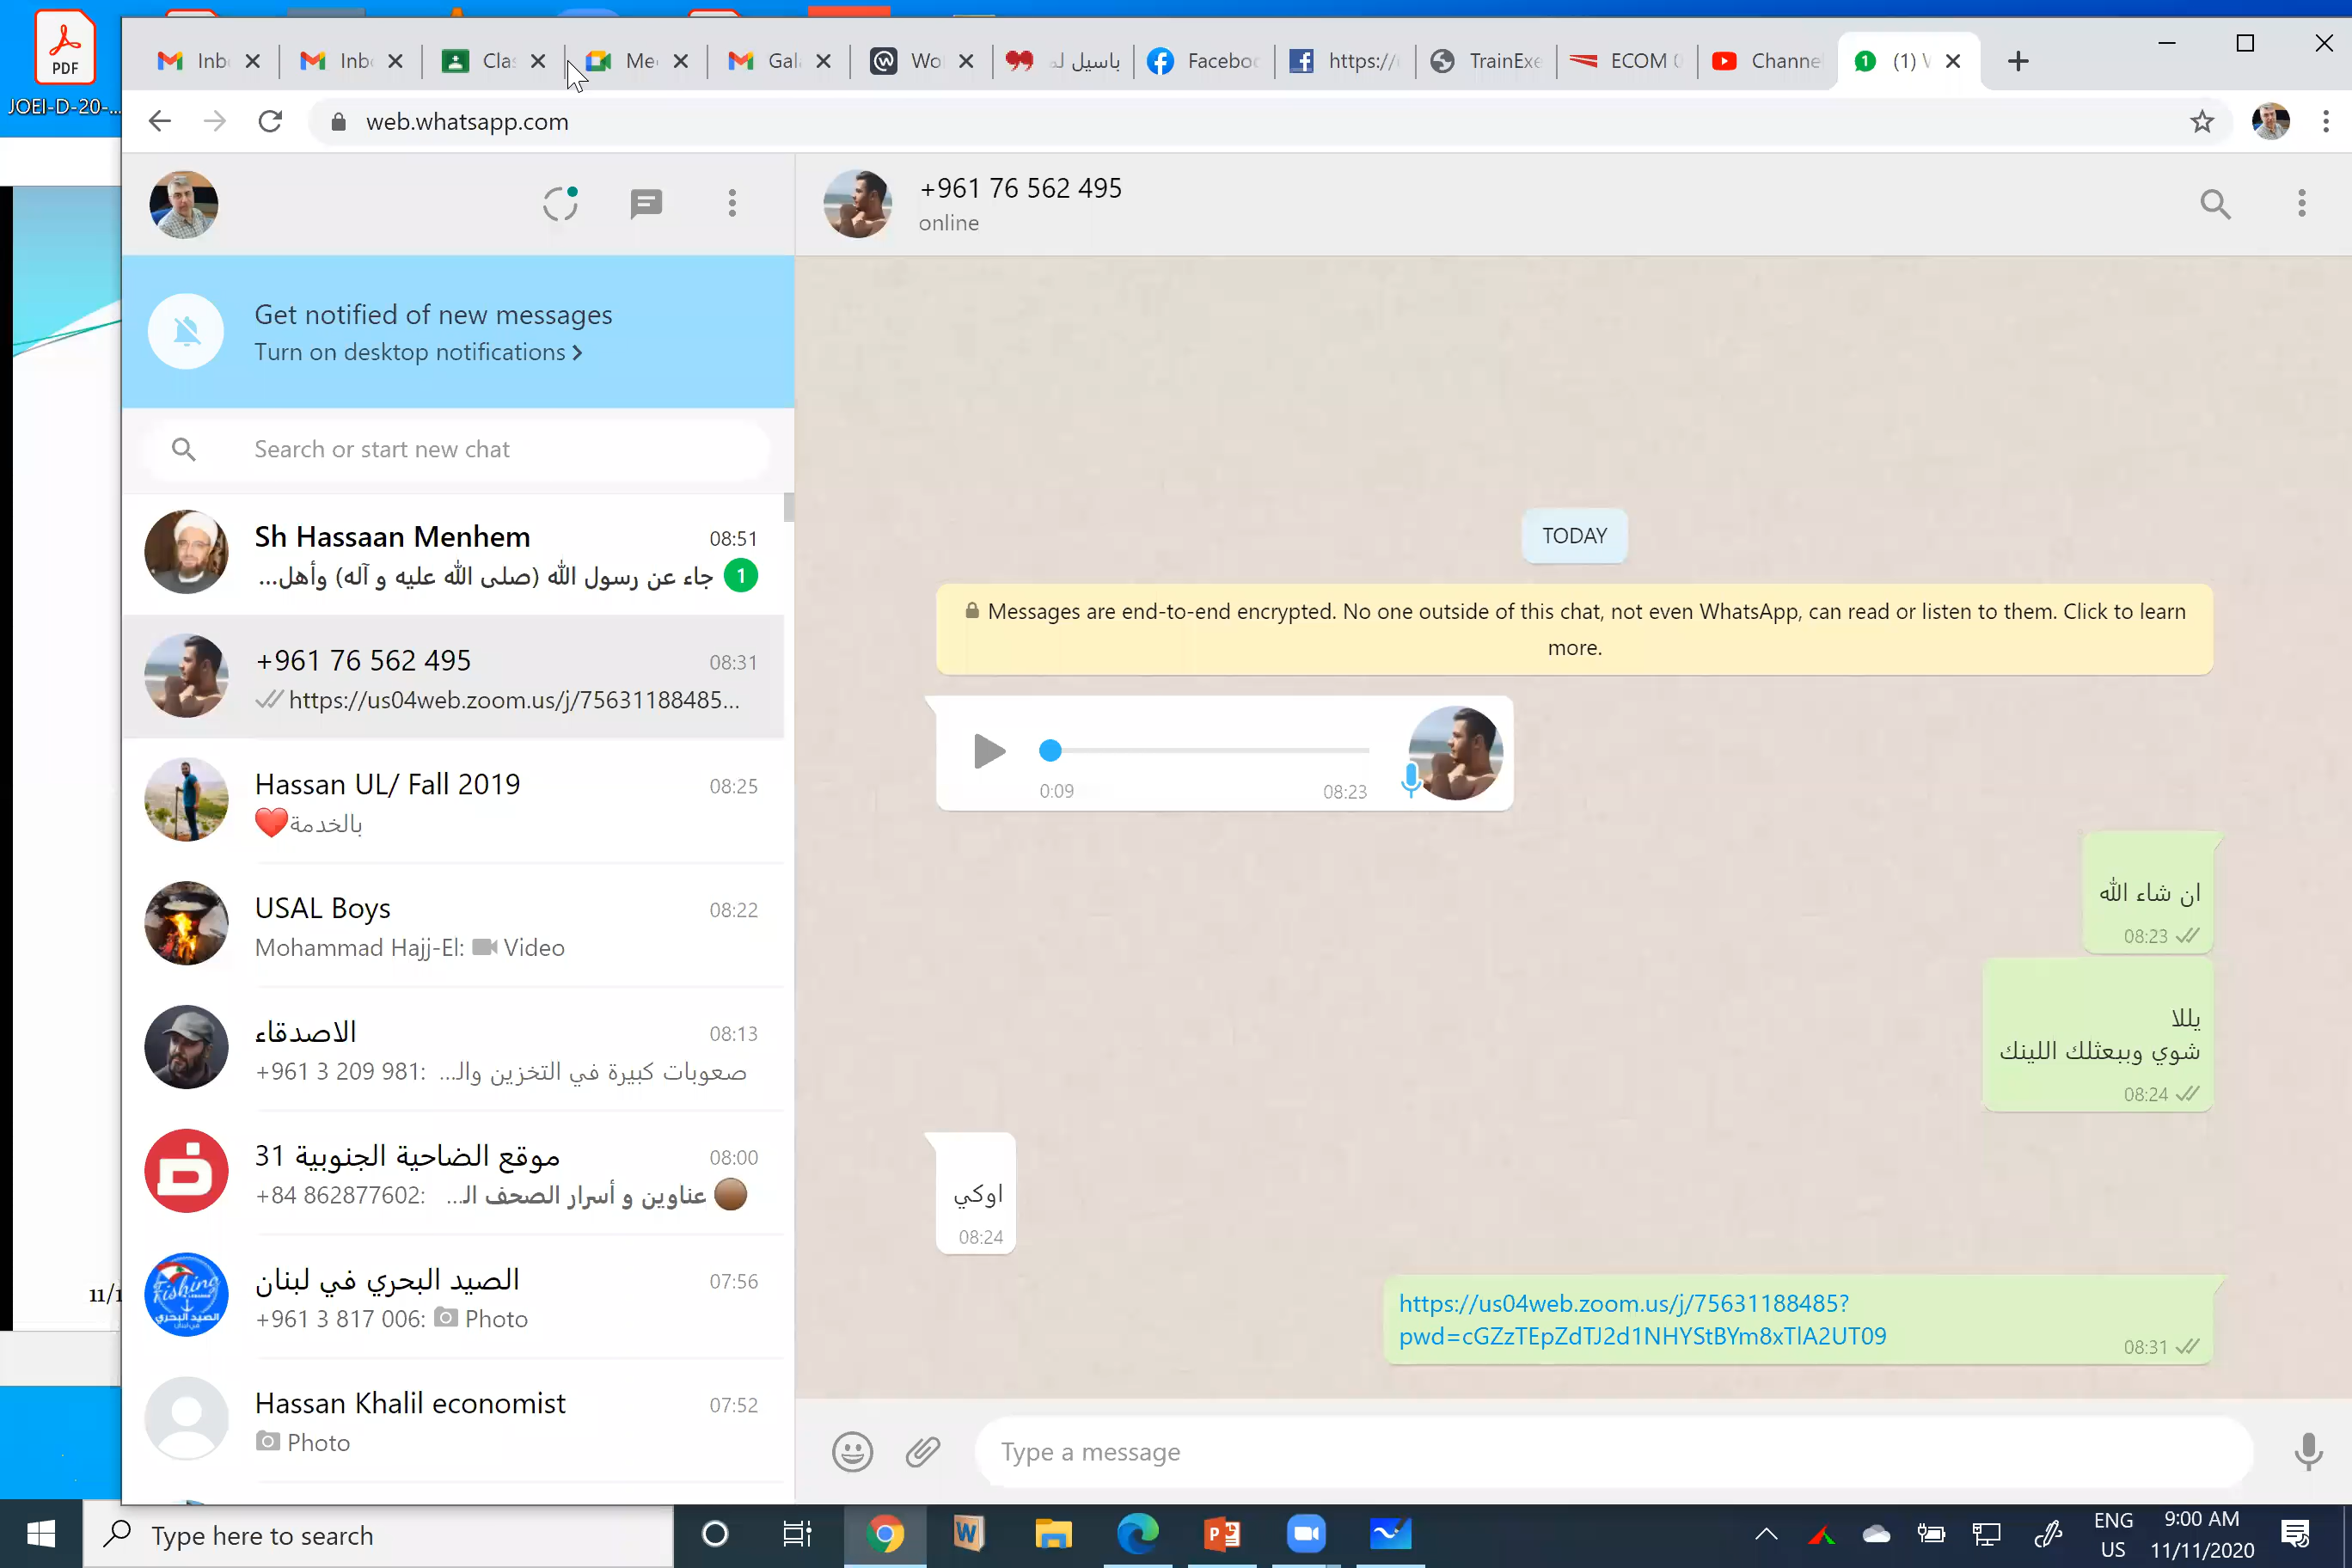 PDF
JOEI-D-20-...
Inb
Inb
Clas
Me
Gal
Wo
باسيل لـ
Faceboo
https://
TrainExe
ECOM 0
Channe
(1)
web.whatsapp.com
Get notified of new messages
Turn on desktop notifications
Search or start new chat
Sh Hassaan Menhem
08:51
جاء عن رسول الله (صلى الله عليه و آله) وأهل...
1
+961 76 562 495
08:31
https://us04web.zoom.us/j/75631188485...
Hassan UL/ Fall 2019
08:25
بالخدمة❤️
USAL Boys
08:22
Mohammad Hajj-El: Video
الاصدقاء
08:13
+961 3 209 981: صعوبات كبيرة في التخزين والـ...
موقع الضاحية الجنوبية 31
08:00
+84 862877602: عناوين و أسرار الصحف الـ...
Fishing
الصيد البحري
الصيد البحري في لبنان
07:56
+961 3 817 006: Photo
Hassan Khalil economist
07:52
Photo
+961 76 562 495
online
TODAY
Messages are end-to-end encrypted. No one outside of this chat, not even WhatsApp, can read or listen to them. Click to learn
more.
0:09
08:23
ان شاء الله
08:23
يللا
شوي وببعتلك اللينك
08:24
اوكي
08:24
https://us04web.zoom.us/j/75631188485?
pwd=cGZzTEpZdTJ2d1NHYStBYm8xTlA2UT09
08:31
Type a message
11/1
Type here to search
ENG
US
9:00 AM
11/11/2020